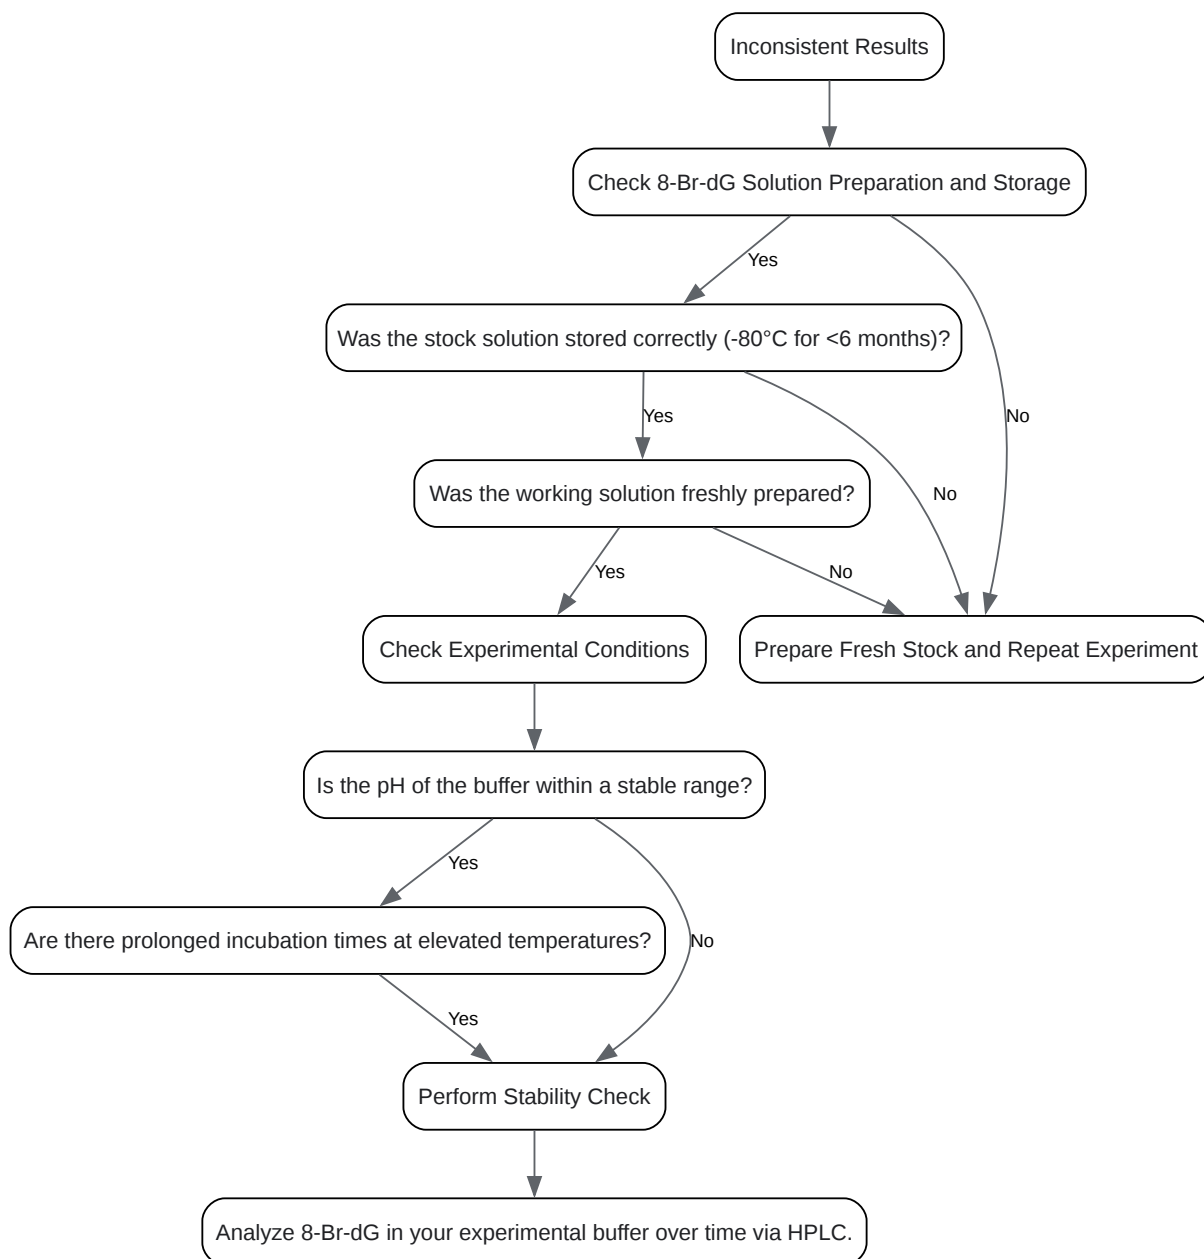 Inconsistent Results
Check 8-Br-dG Solution Preparation and Storage
Yes
Was the stock solution stored correctly (-80°C for <6 months)?
Yes
No
Was the working solution freshly prepared?
No
Yes
No
Check Experimental Conditions
Prepare Fresh Stock and Repeat Experiment
Is the pH of the buffer within a stable range?
Yes
Are there prolonged incubation times at elevated temperatures?
No
Yes
Perform Stability Check
Analyze 8-Br-dG in your experimental buffer over time via HPLC.